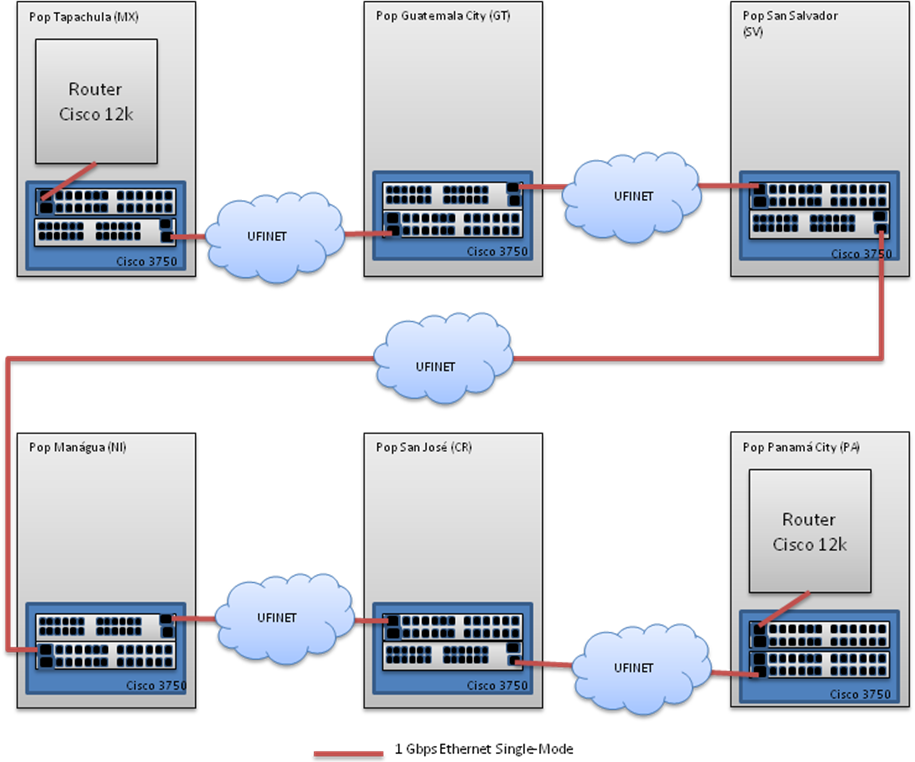 Pop Tapachula (MX)
Router
Cisco 12k
Cisco 3750
UFINET
Pop Guatemala City (GT)
Cisco 3750
UFINET
Pop San Salvador
(SV)
Cisco 3750
UFINET
Pop Manágua (NI)
Cisco 3750
UFINET
Pop San José (CR)
Cisco 3750
UFINET
Pop Panamá City (PA)
Router
Cisco 12k
Cisco 3750
1 Gbps Ethernet Single-Mode